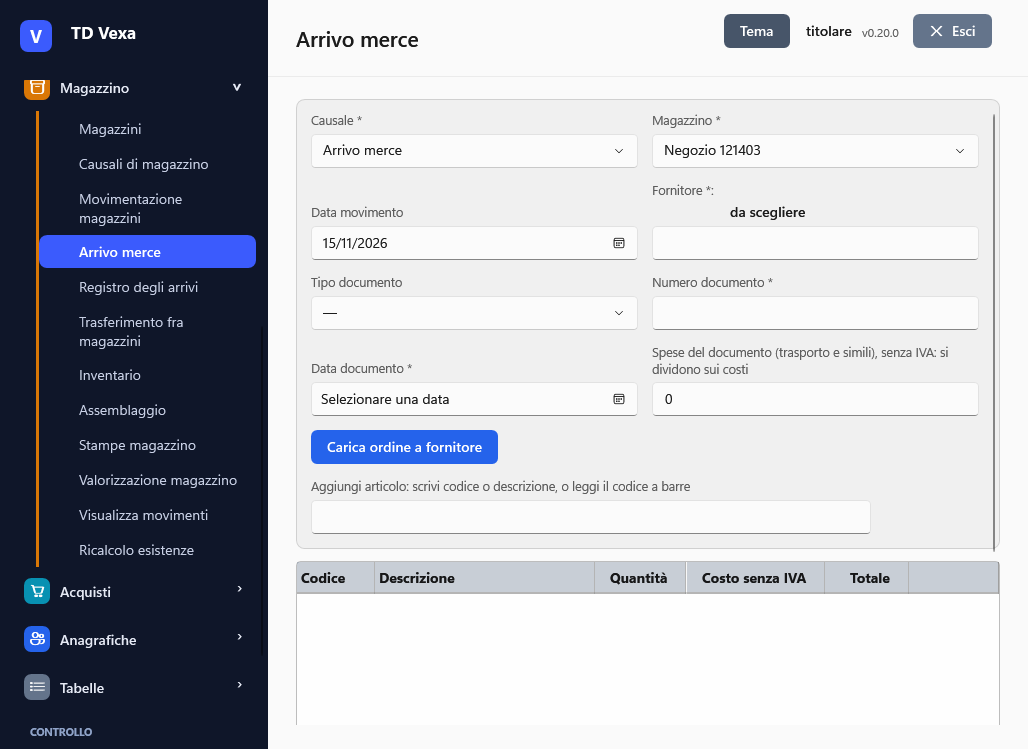 V TD Vexa
Magazzino
Magazzini
Causali di magazzino
Movimentazione
magazzini
Arrivo merce
Registro degli arrivi
Trasferimento fra
magazzini
Inventario
Assemblaggio
Stampe magazzino
Valorizzazione magazzino
Visualizza movimenti
Ricalcolo esistenze
Acquisti
Anagrafiche
Tabelle
CONTROLLO
Arrivo merce
Tema titolare v0.20.0 Esci
Causale * Magazzino *
Arrivo merce Negozio 121403
Fornitore *:
Data movimento da scegliere
15/11/2026
Tipo documento Numero documento *
—
Spese del documento (trasporto e simili), senza IVA: si
dividono sui costi
Data documento *
Selezionare una data 0
Carica ordine a fornitore
Aggiungi articolo: scrivi codice o descrizione, o leggi il codice a barre
Codice Descrizione Quantità Costo senza IVA Totale